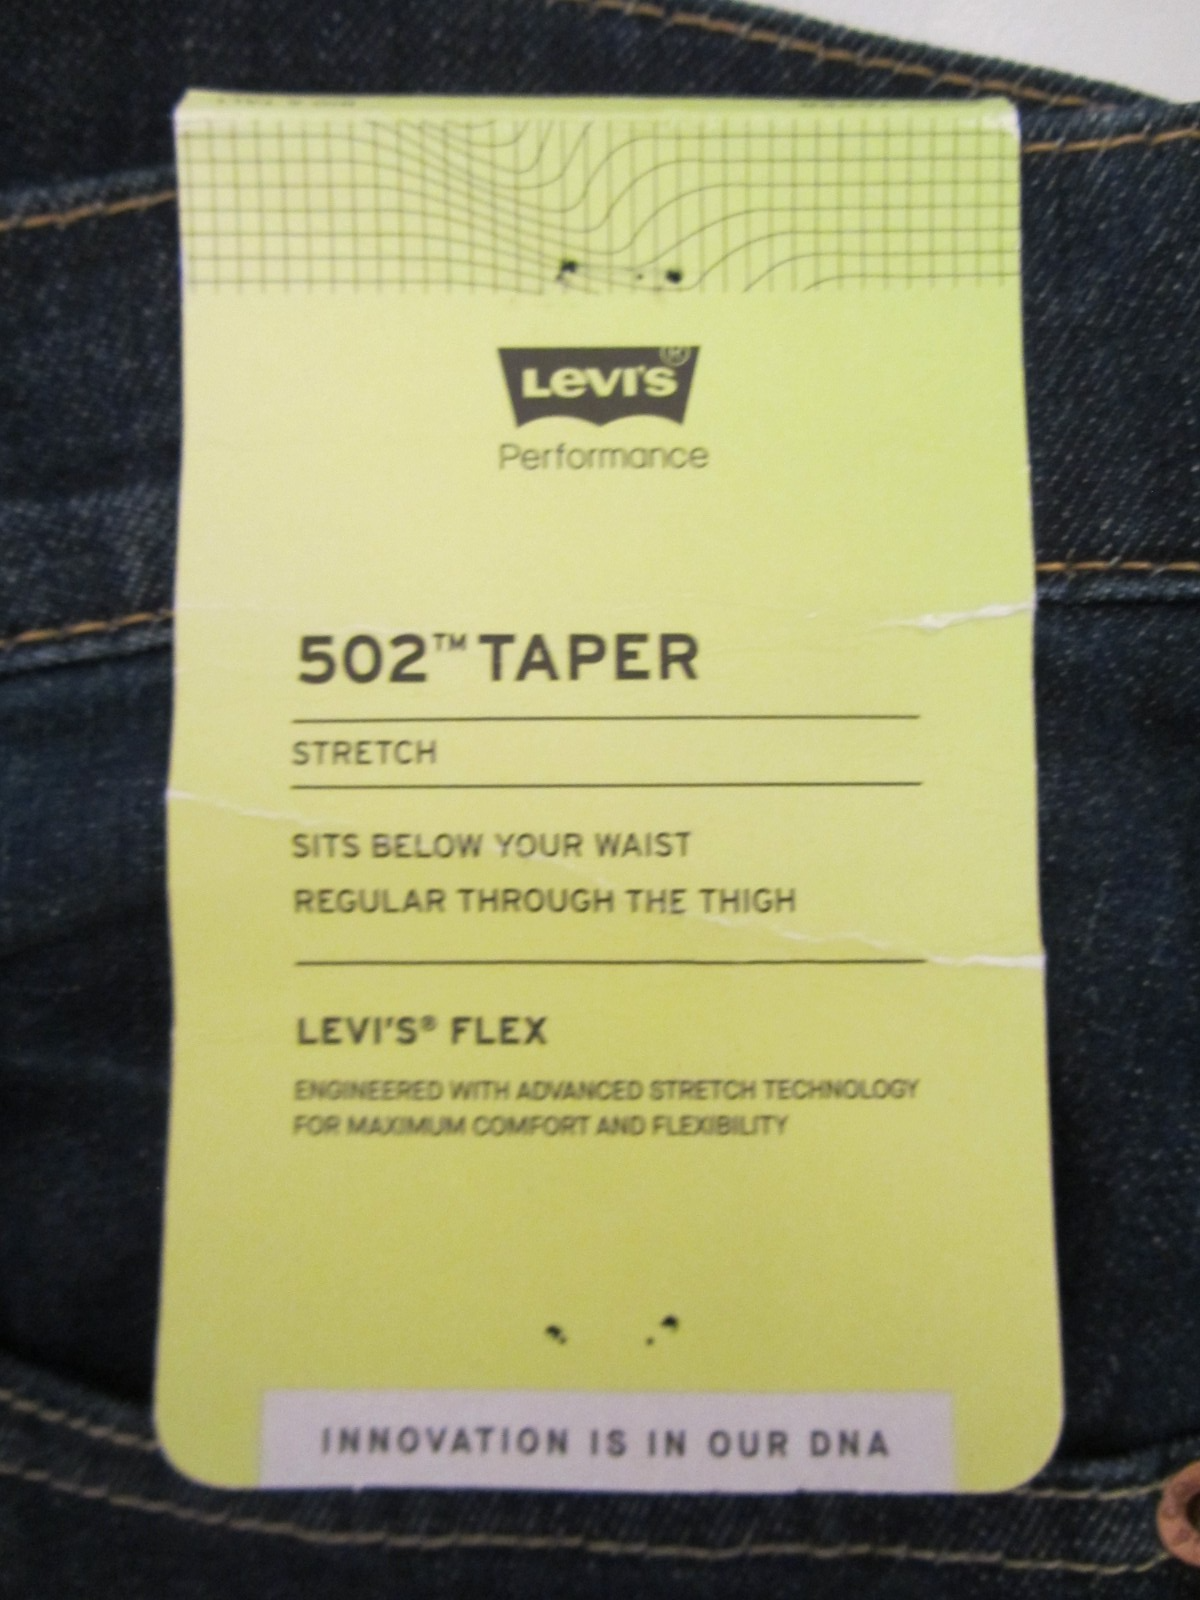 LEVI'S®
Performance
502™ TAPER
STRETCH
SITS BELOW YOUR WAIST
REGULAR THROUGH THE THIGH
LEVI'S® FLEX
ENGINEERED WITH ADVANCED STRETCH TECHNOLOGY
FOR MAXIMUM COMFORT AND FLEXIBILITY
INNOVATION IS IN OUR DNA